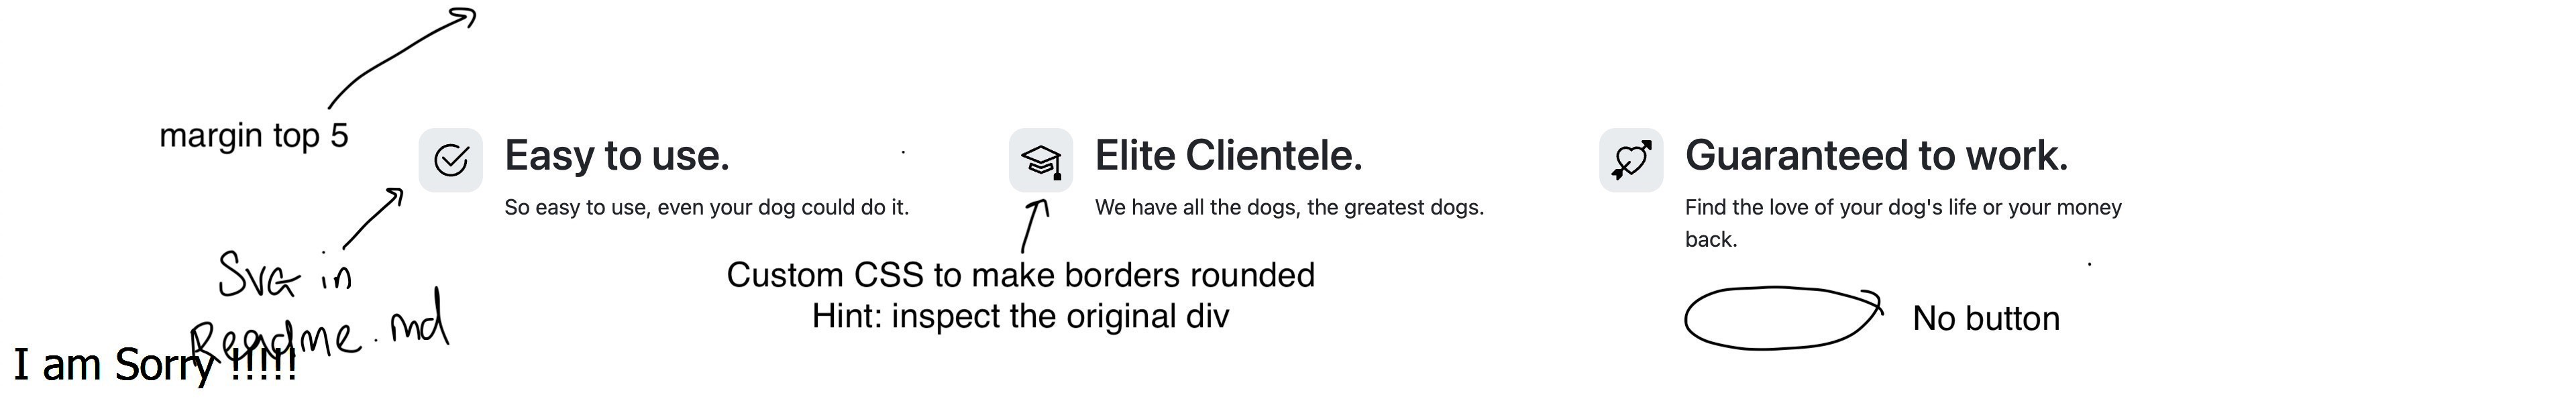 margin top 5
Easy to use.
So easy to use, even your dog could do it.
Elite Clientele.
We have all the dogs, the greatest dogs.
Guaranteed to work.
Find the love of your dog's life or your money
back.
Custom CSS to make borders rounded
Hint: inspect the original div
No button
SVG in
Readme.md
I am Sorry !!!!!